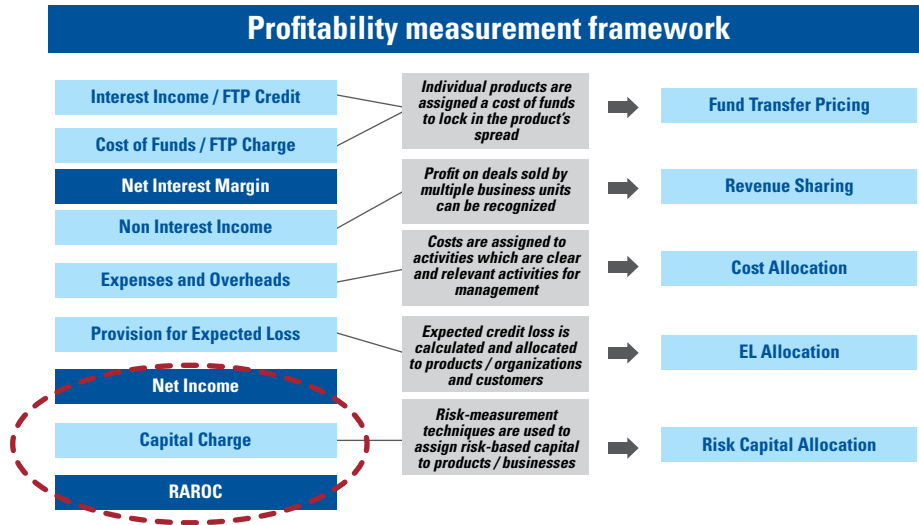 Profitability measurement framework
Interest Income / FTP Credit
Cost of Funds / FTP Charge
Net Interest Margin
Non Interest Income
Expenses and Overheads
Provision for Expected Loss
Net Income
Capital Charge
RAROC
Individual products are
assigned a cost of funds
to lock in the product's
spread
Profit on deals sold by
multiple business units
can be recognized
Costs are assigned to
activities which are clear
and relevant activities for
management
Expected credit loss is
calculated and allocated
to products / organizations
and customers
Risk-measurement
techniques are used to
assign risk-based capital
to products / businesses
Fund Transfer Pricing
Revenue Sharing
Cost Allocation
EL Allocation
Risk Capital Allocation